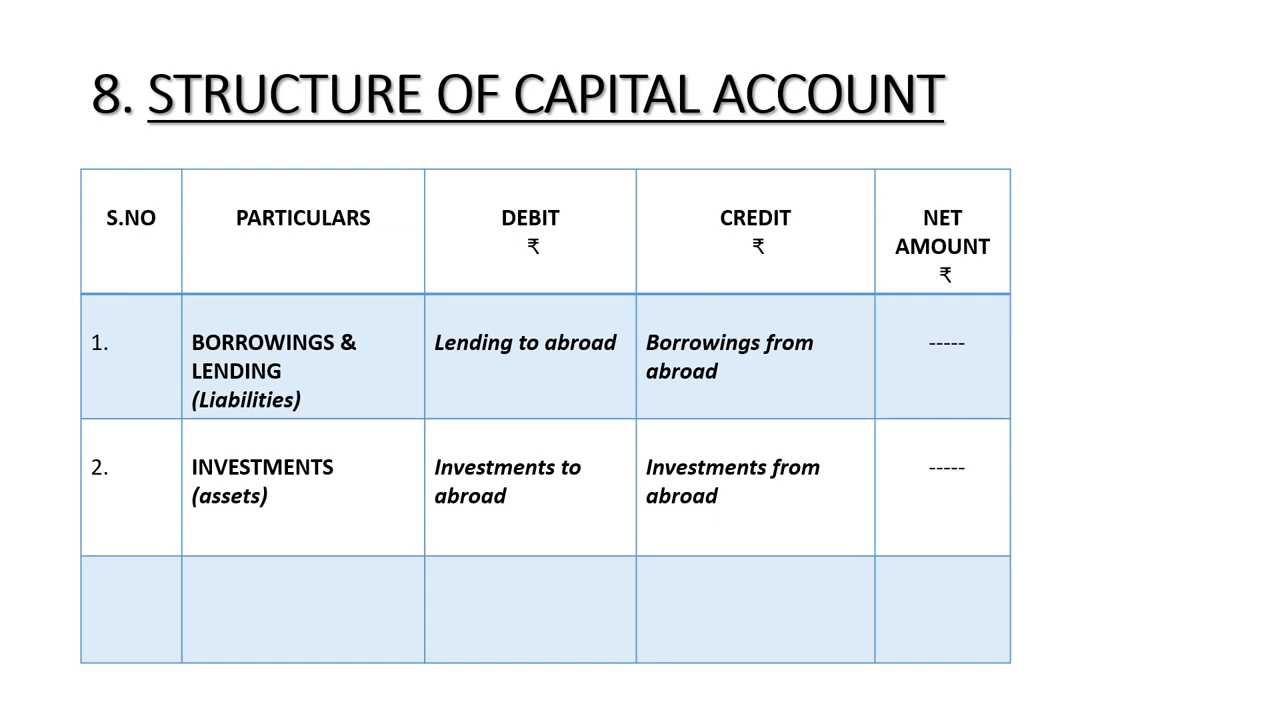 8. STRUCTURE OF CAPITAL ACCOUNT
S.NO
PARTICULARS
DEBIT
₹
CREDIT
₹
NET
AMOUNT
₹
1.
BORROWINGS &
LENDING
(Liabilities)
Lending to abroad
Borrowings from
abroad
-----
2.
INVESTMENTS
(assets)
Investments to
abroad
Investments from
abroad
-----